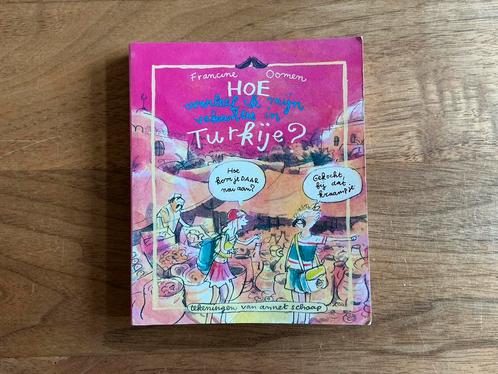 Francine Oomen
HOE
overleef ik mijn
vakantie in
Turkije?
Hoe
kom je DAAR
nou aan?
Gekocht,
bij dat
kraampje
tekeningen van annet schaap